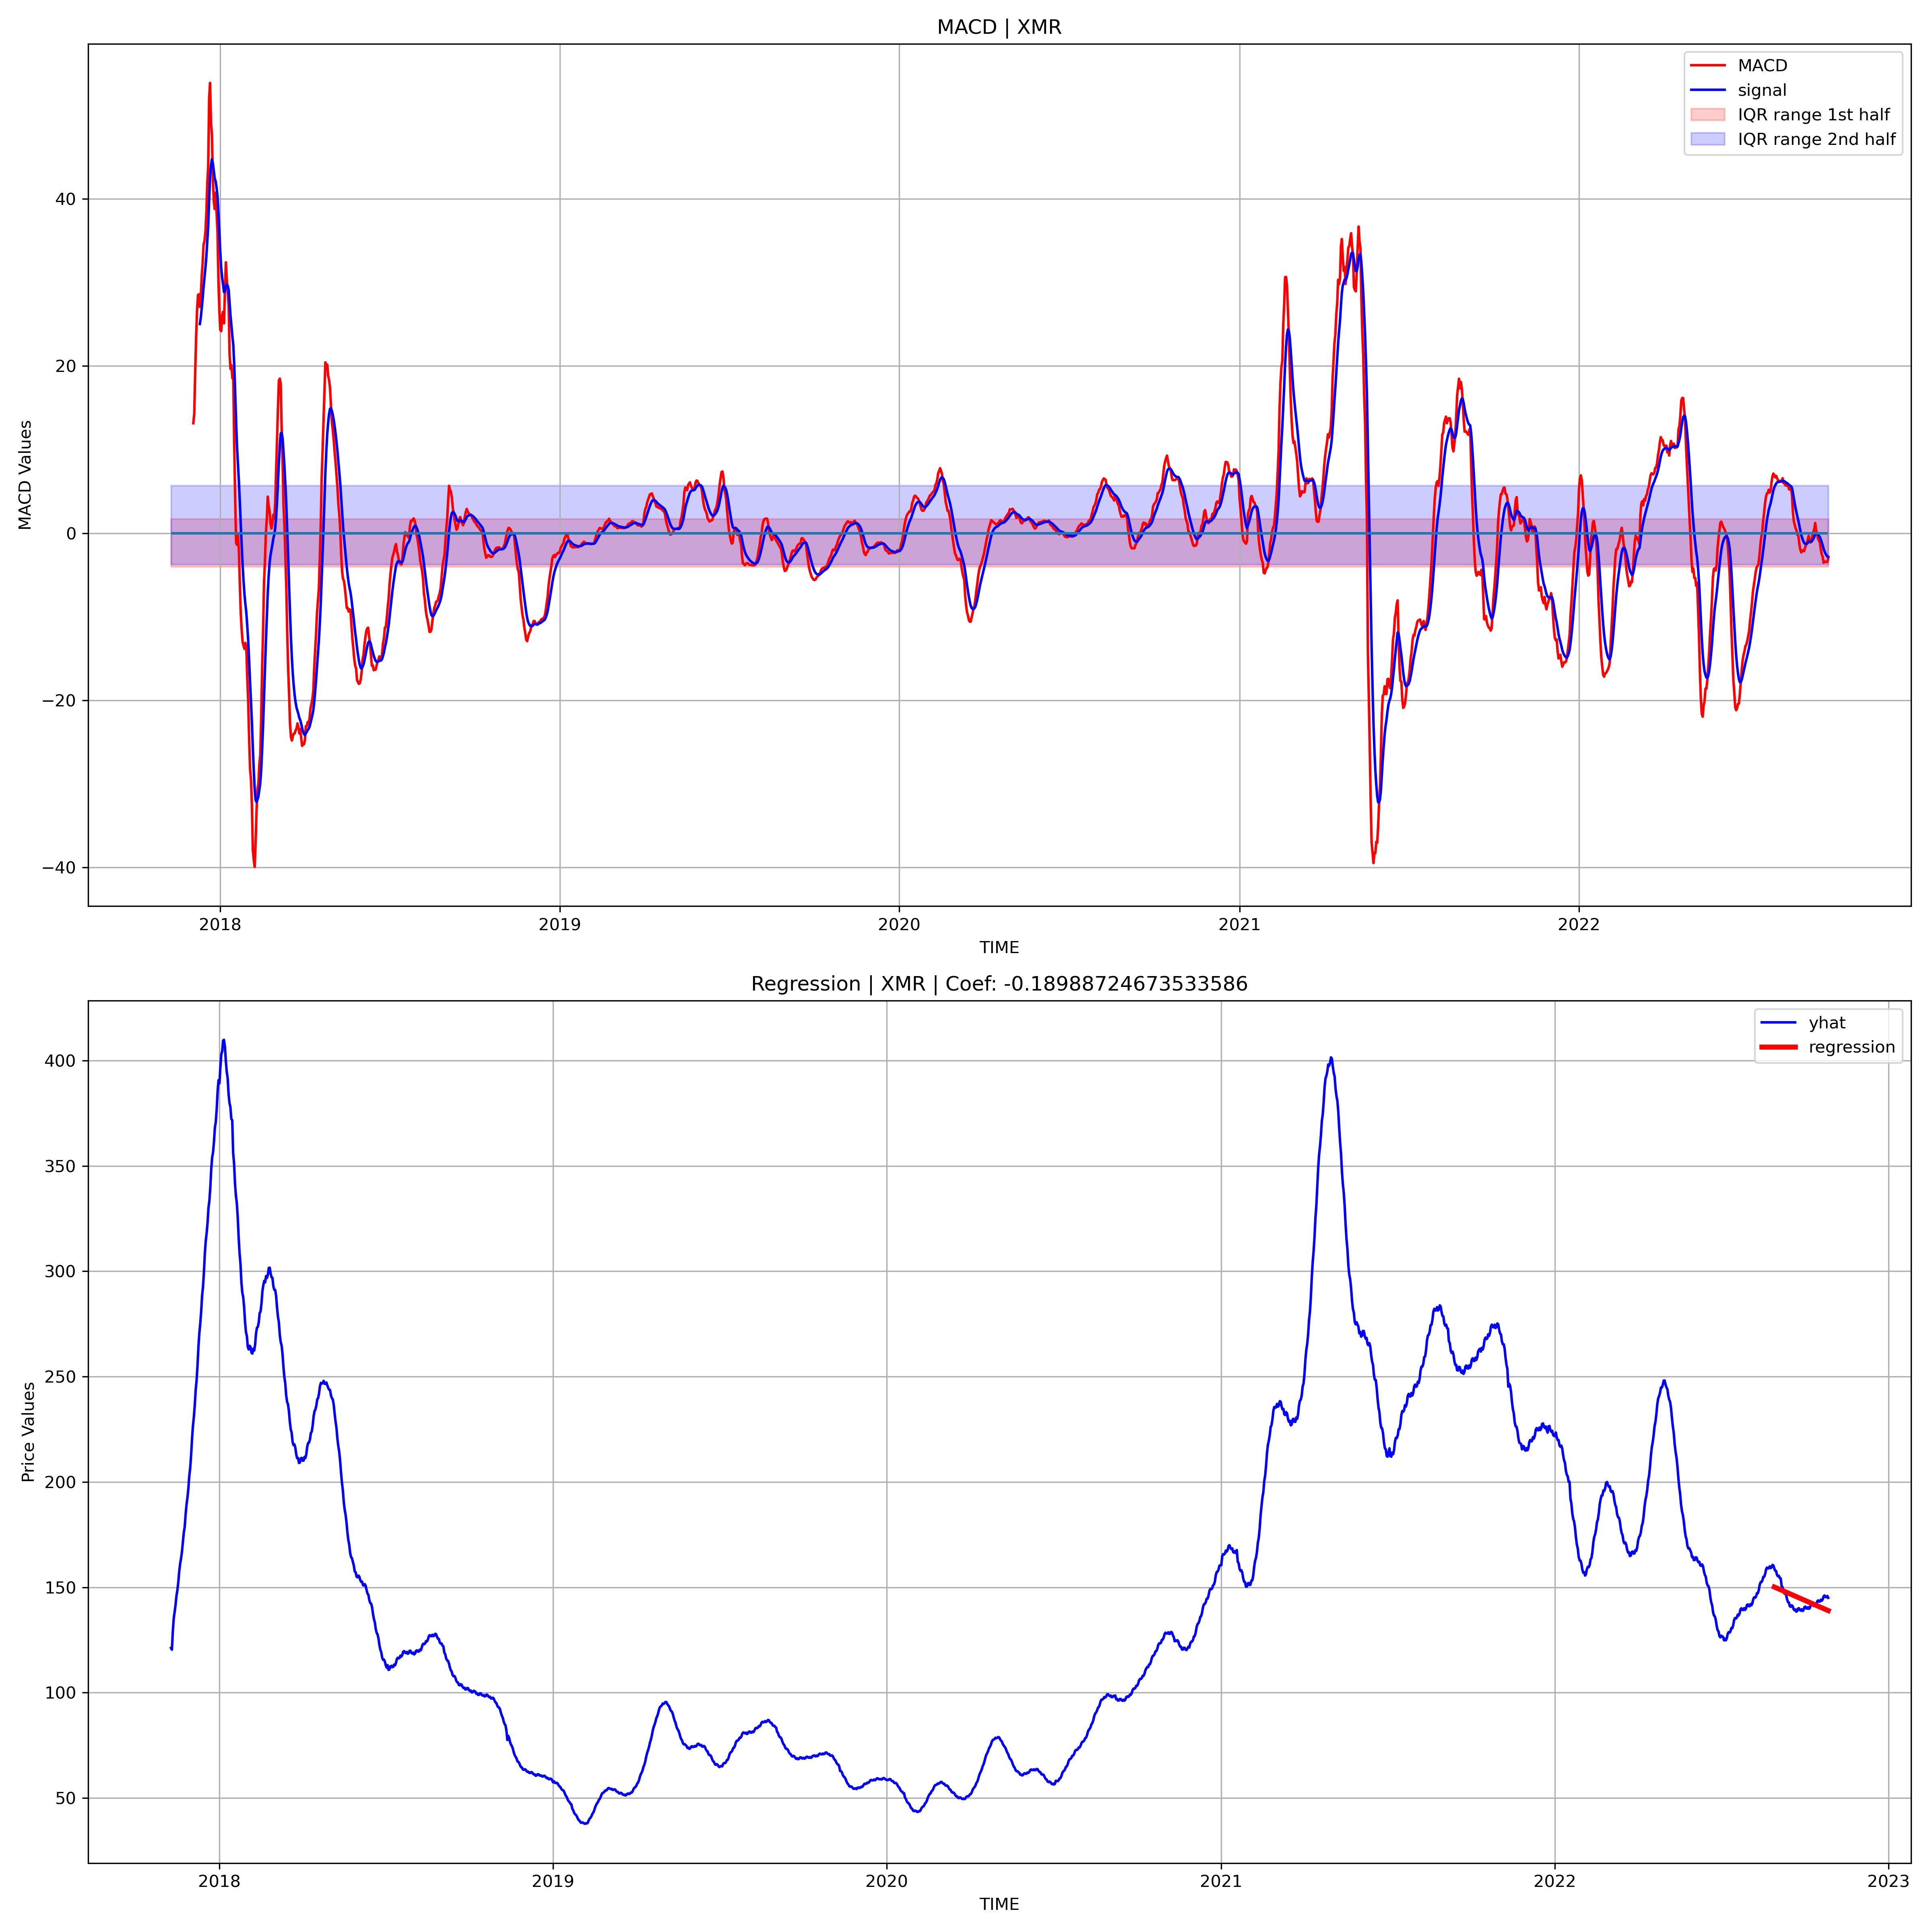 MACD | XMR
MACD
signal
IQR range 1st half
IQR range 2nd half
MACD Values
40
20
0
−20
−40
2018
2019
2020
2021
2022
TIME
Regression | XMR | Coef: -0.18988724673533586
yhat
regression
Price Values
400
350
300
250
200
150
100
50
2018
2019
2020
2021
2022
2023
TIME